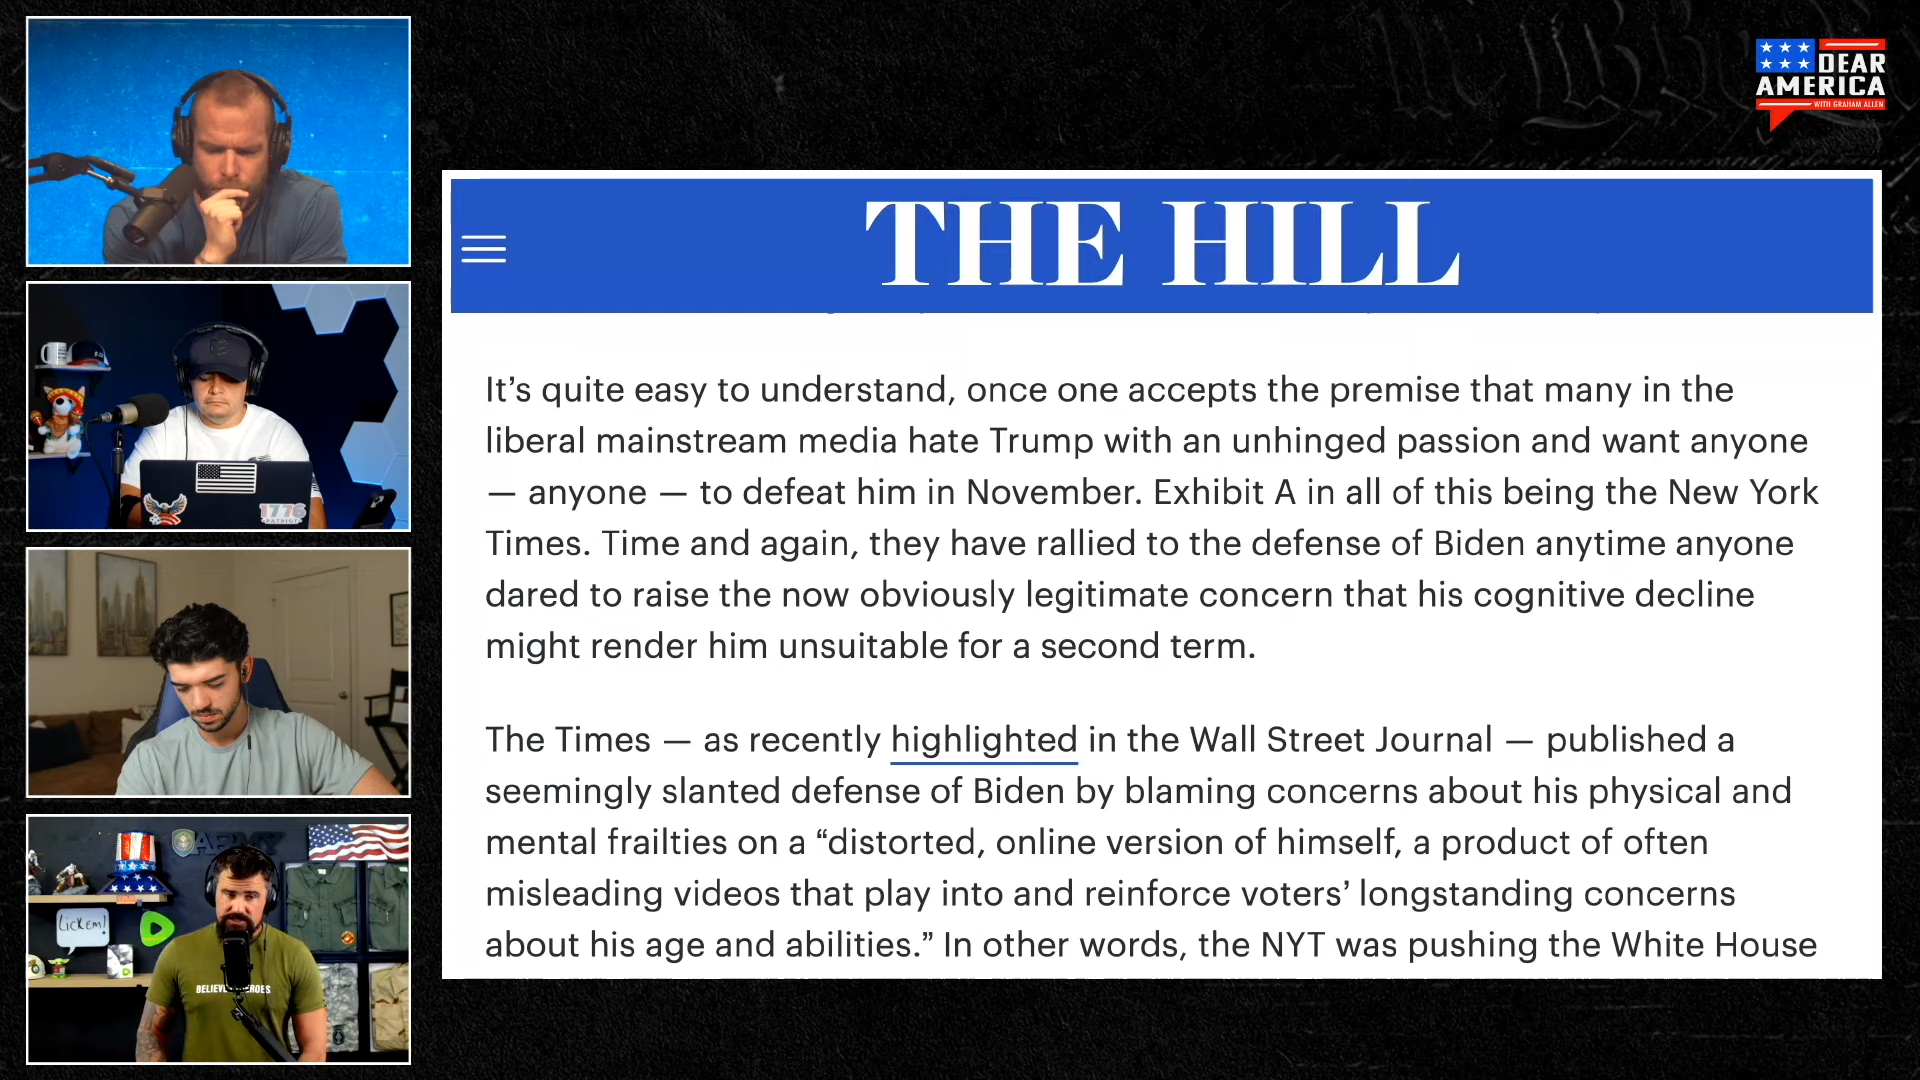 DEAR
AMERICA
WITH GRAHAM ALLEN
THE HILL
It’s quite easy to understand, once one accepts the premise that many in the
liberal mainstream media hate Trump with an unhinged passion and want anyone
— anyone — to defeat him in November. Exhibit A in all of this being the New York
Times. Time and again, they have rallied to the defense of Biden anytime anyone
dared to raise the now obviously legitimate concern that his cognitive decline
might render him unsuitable for a second term.
The Times — as recently highlighted in the Wall Street Journal — published a
seemingly slanted defense of Biden by blaming concerns about his physical and
mental frailties on a “distorted, online version of himself, a product of often
misleading videos that play into and reinforce voters’ longstanding concerns
about his age and abilities.” In other words, the NYT was pushing the White House
1776
PATRIOT
ARMY
Lick Em!